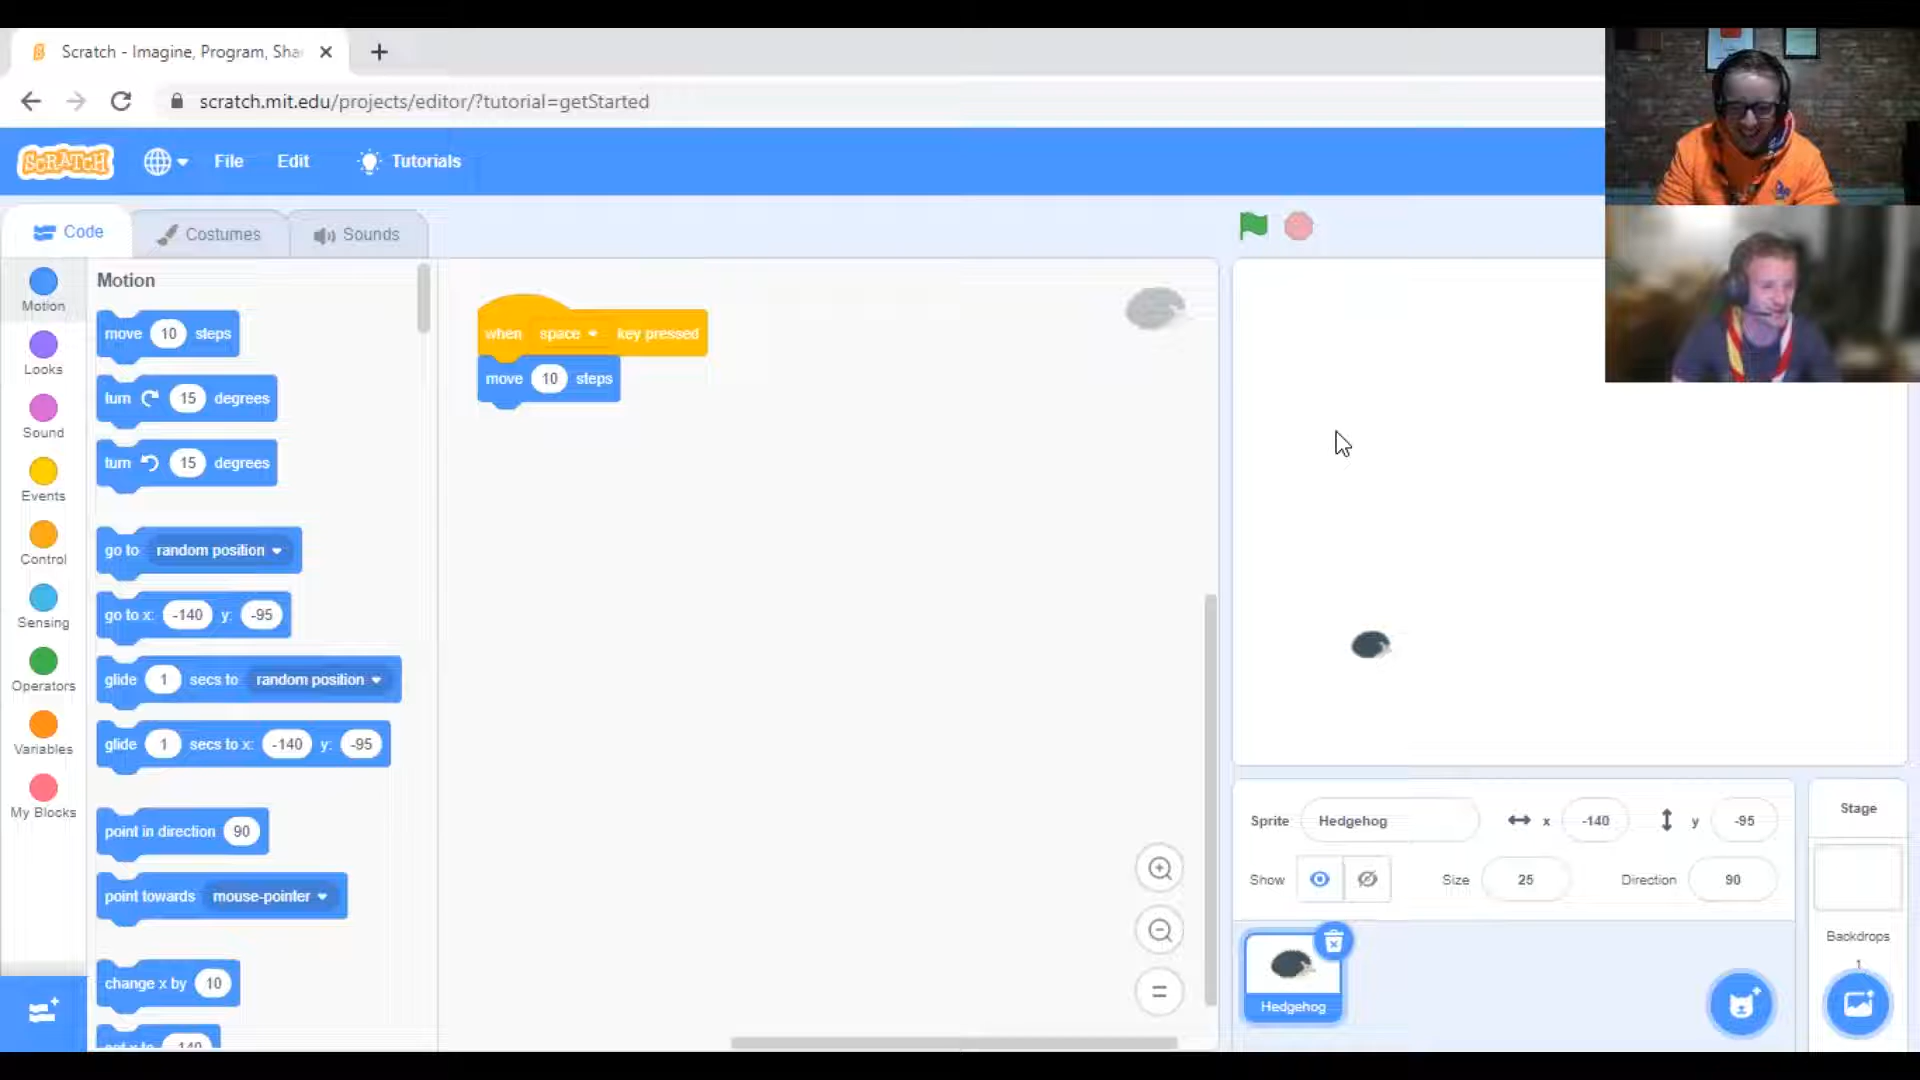 Scratch - Imagine, Program, Sha
scratch.mit.edu/projects/editor/?tutorial=getStarted
SCRATCH
File
Edit
Tutorials
Code
Costumes
Sounds
Motion
Looks
Sound
Events
Control
Sensing
Operators
Variables
My Blocks
Motion
move 10 steps
turn 15 degrees
turn 15 degrees
go to random position
go to x: -140 y: -95
glide 1 secs to random position
glide 1 secs to x: -140 y: -95
point in direction 90
point towards mouse-pointer
change x by 10
set x to -140
when space key pressed
move 10 steps
Sprite Hedgehog x -140 y -95
Show Size 25 Direction 90
Hedgehog
Stage
Backdrops
1